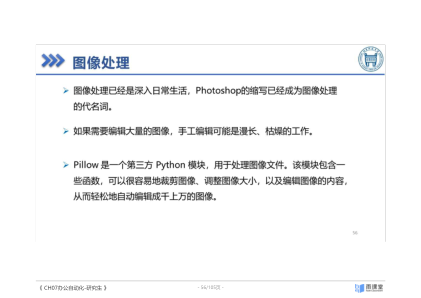 图像处理
➢ 图像处理已经是深入日常生活，Photoshop的缩写已经成为图像处理
的代名词。
➢ 如果需要编辑大量的图像，手工编辑可能是漫长、枯燥的工作。
➢ Pillow 是一个第三方 Python 模块，用于处理图像文件。该模块包含一
些函数，可以很容易地裁剪图像、调整图像大小，以及编辑图像的内容，
从而轻松地自动编辑成千上万的图像。
《 CH07办公自动化-研究生 》
雨课堂